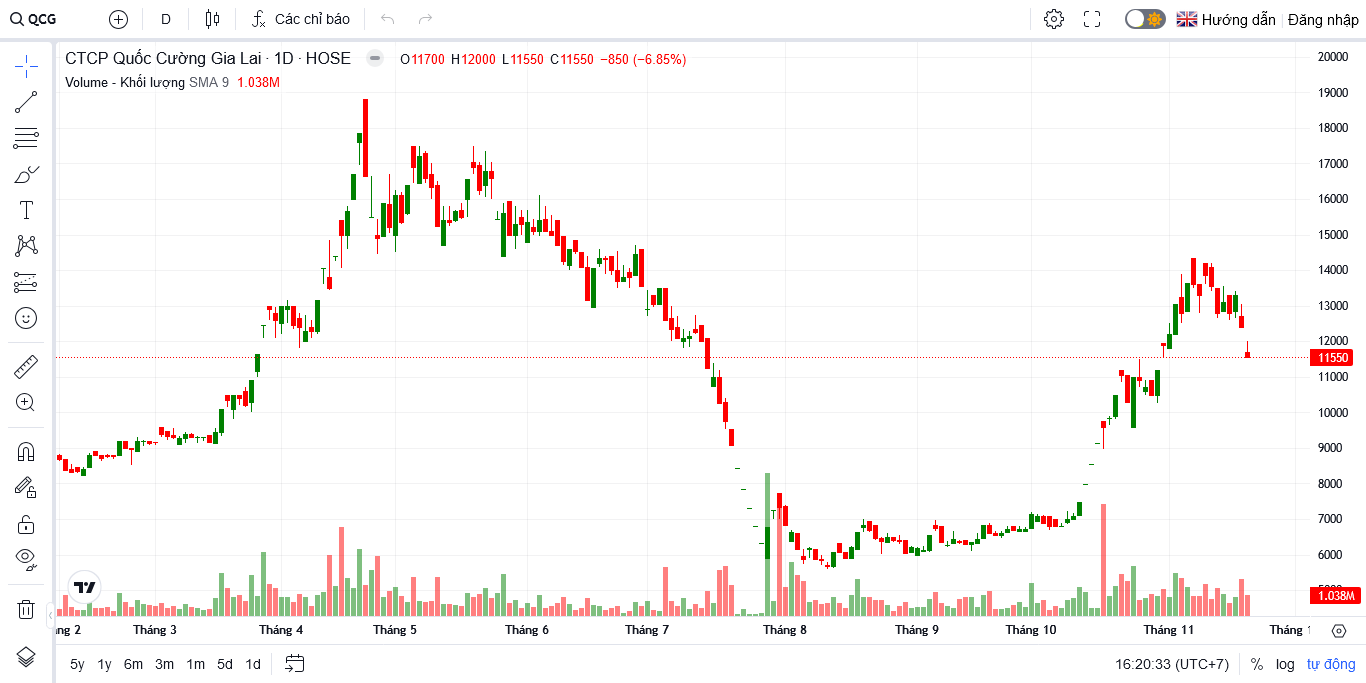 QCG
D
Các chỉ báo
Hướng dẫn
Đăng nhập
CTCP Quốc Cường Gia Lai · 1D · HOSE
O11700 H12000 L11550 C11550 −850 (−6.85%)
Volume - Khối lượng SMA 9 1.038M
20000
19000
18000
17000
16000
15000
14000
13000
12000
11550
11000
10000
9000
8000
7000
6000
1.038M
ng 2
Tháng 3
Tháng 4
Tháng 5
Tháng 6
Tháng 7
Tháng 8
Tháng 9
Tháng 10
Tháng 11
Tháng 1
5y 1y 6m 3m 1m 5d 1d
16:20:33 (UTC+7) % log tự động